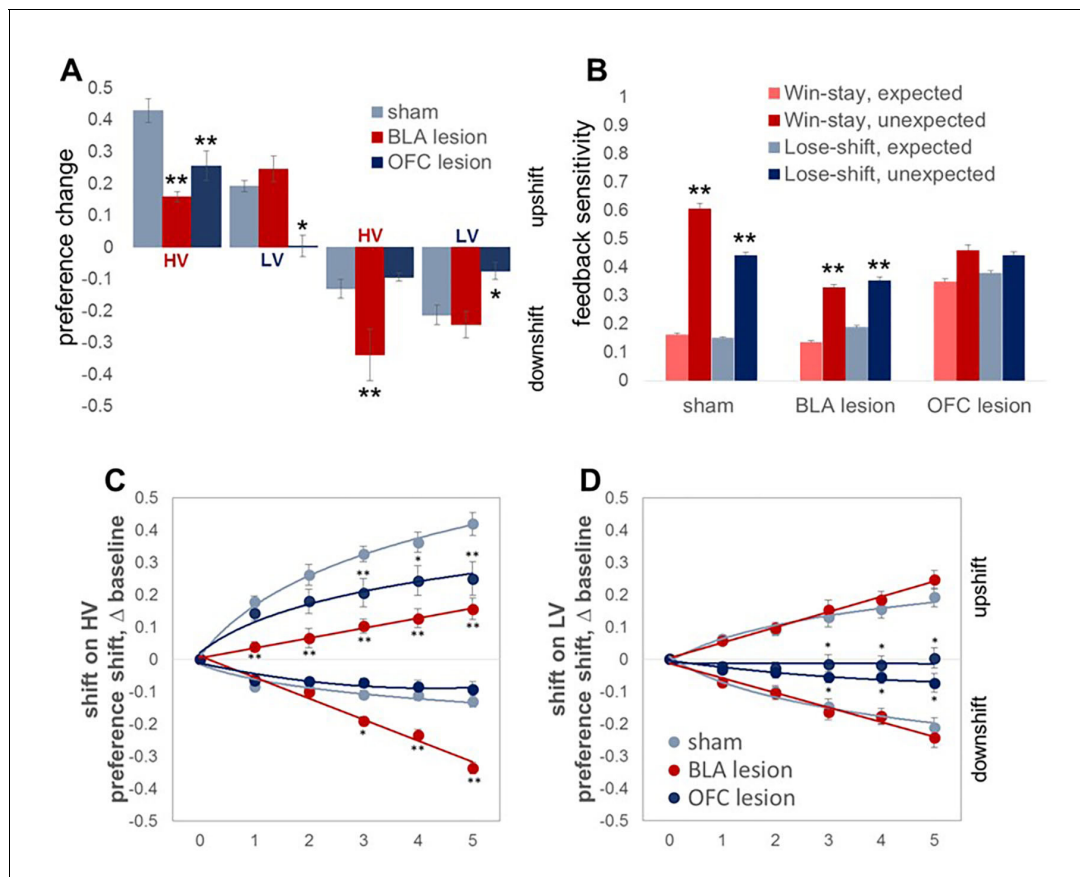 A
0.5
0.4
0.3
0.2
0.1
0
-0.1
-0.2
-0.3
-0.4
-0.5
preference change
sham
BLA lesion
OFC lesion
**
**
*
HV
LV
HV
LV
**
*
upshift
downshift
B
1
0.9
0.8
0.7
0.6
0.5
0.4
0.3
0.2
0.1
0
feedback sensitivity
Win-stay, expected
Win-stay, unexpected
Lose-shift, expected
Lose-shift, unexpected
**
**
**
**
sham
BLA lesion
OFC lesion
C
shift on HV
preference shift, Δ baseline
0.5
0.4
0.3
0.2
0.1
0
-0.1
-0.2
-0.3
-0.4
-0.5
**
*
**
**
**
**
**
**
*
**
**
0
1
2
3
4
5
D
shift on LV
preference shift, Δ baseline
0.5
0.4
0.3
0.2
0.1
0
-0.1
-0.2
-0.3
-0.4
-0.5
*
*
*
*
*
*
sham
BLA lesion
OFC lesion
0
1
2
3
4
5
upshift
downshift